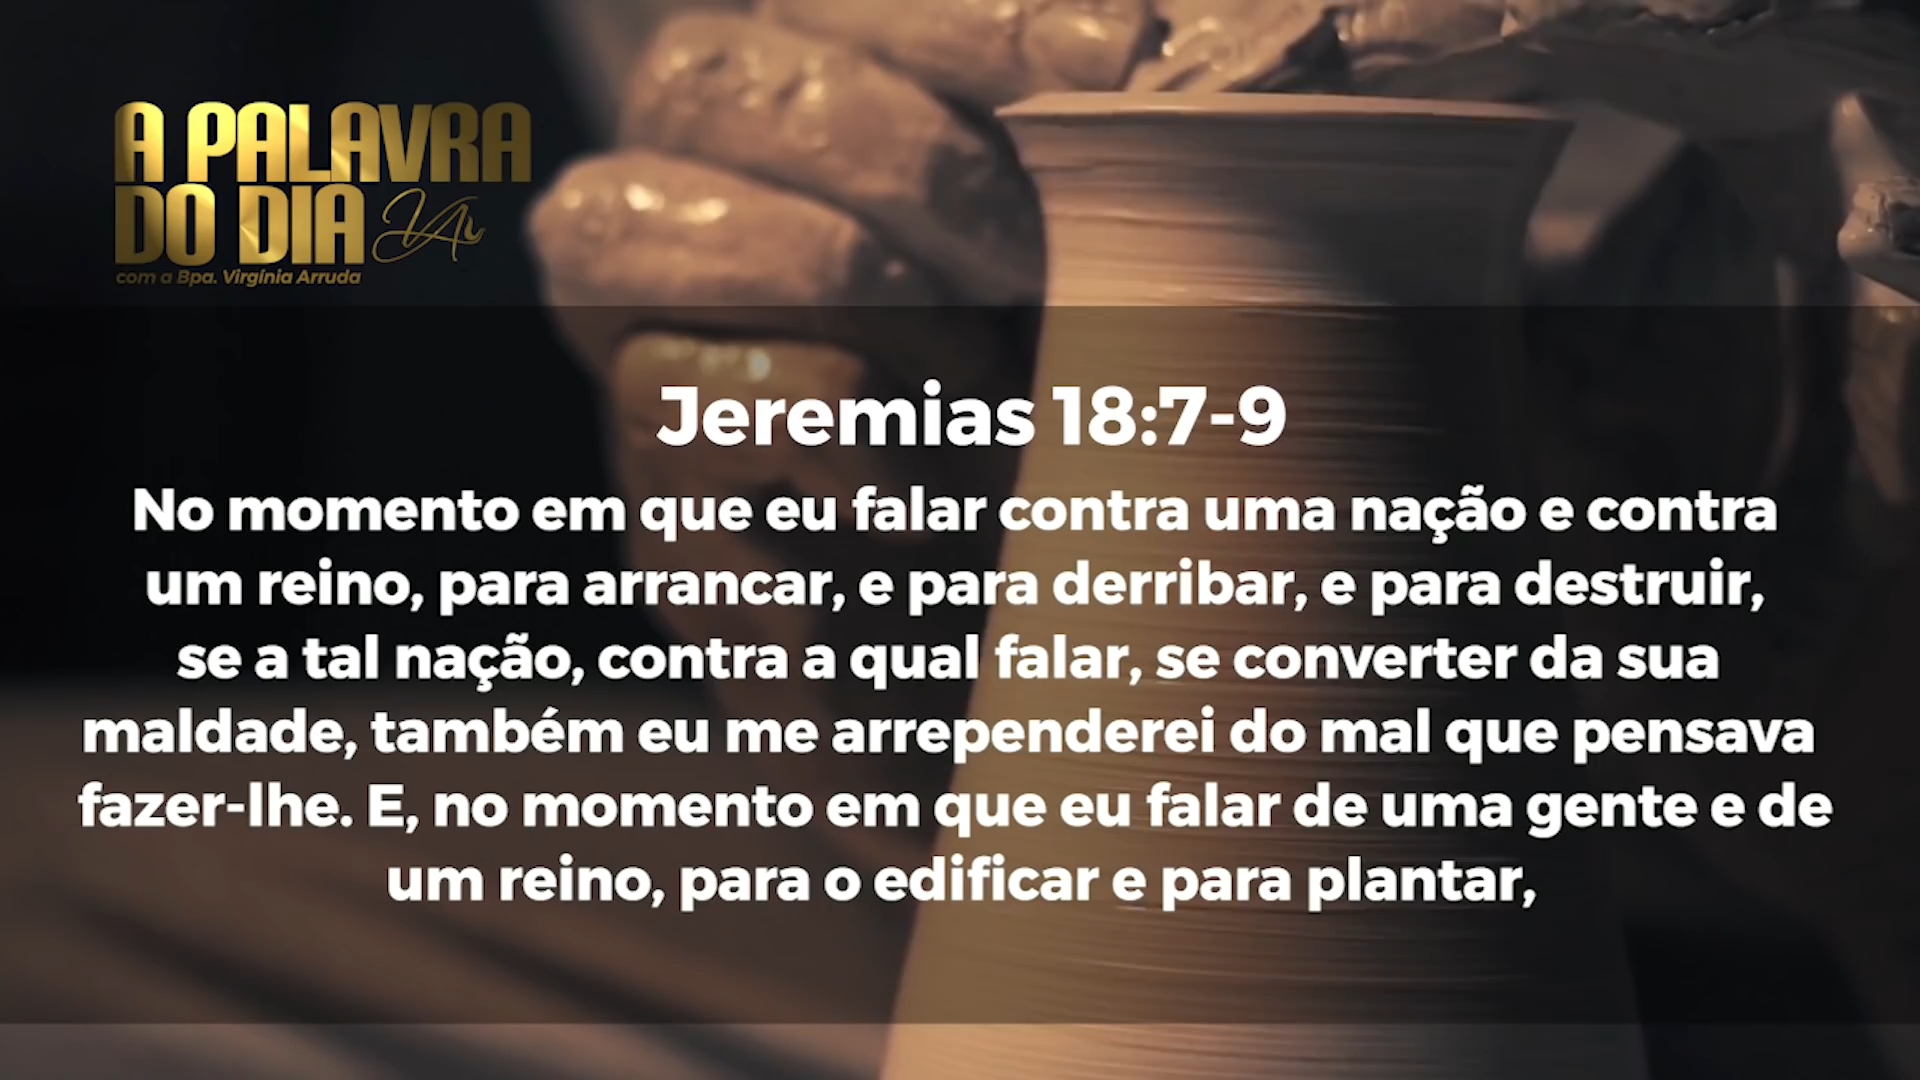 A PALAVRA
DO DIA
com a Bpa. Virgínia Arruda
Jeremias 18:7-9
No momento em que eu falar contra uma nação e contra
um reino, para arrancar, e para derribar, e para destruir,
se a tal nação, contra a qual falar, se converter da sua
maldade, também eu me arrependerei do mal que pensava
fazer-lhe. E, no momento em que eu falar de uma gente e de
um reino, para o edificar e para plantar,